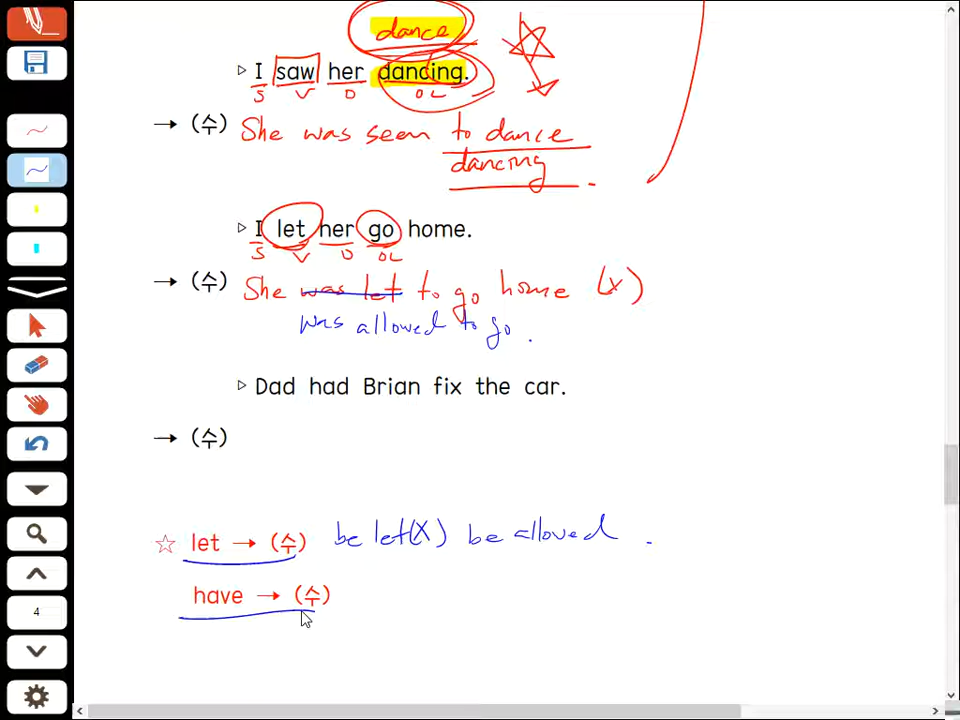 dance
▷ I saw her dancing.
S V O OC
→ (수) She was seen to dance
dancing.
▷ I let her go home.
S V O OC
→ (수) She was let to go home (X)
was allowed to go.
▷ Dad had Brian fix the car.
→ (수)
☆ let → (수) be let(X) be allowed.
have → (수)
4